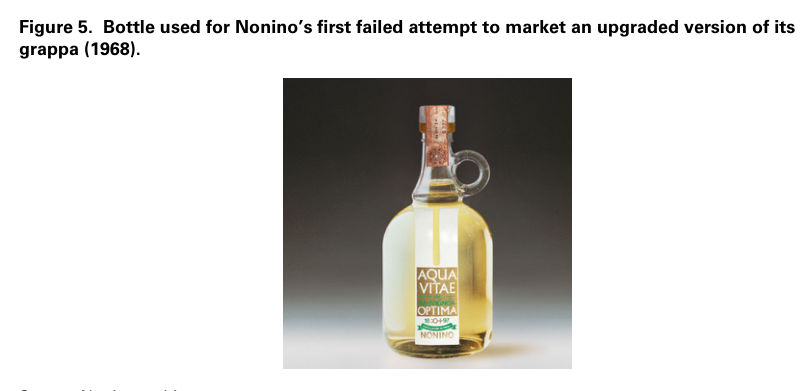 Figure 5. Bottle used for Nonino’s first failed attempt to market an upgraded version of its
grappa (1968).
AQUA
VITAE
OPTIMA
NONINO